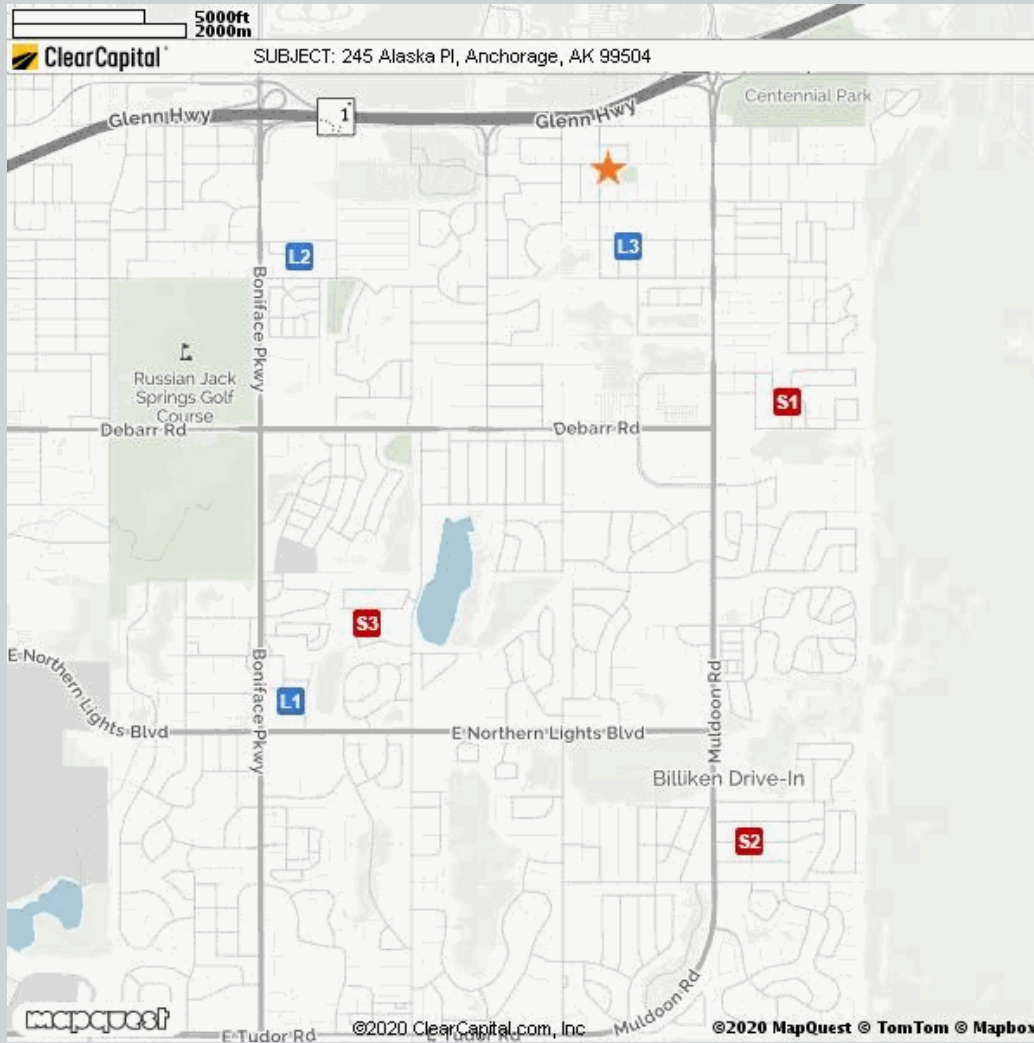 5000ft
2000m
ClearCapital
SUBJECT: 245 Alaska Pl, Anchorage, AK 99504
Glenn Hwy
1
Glenn Hwy
Centennial Park
L2
L3
Boniface Pkwy
Russian Jack
Springs Golf
Course
S1
Debarr Rd
Debarr Rd
S3
E Northern Lights Blvd
Boniface Pkwy
L1
Muldoon Rd
E Northern Lights Blvd
Billiken Drive-In
S2
Muldoon Rd
mapquest
E Tudor Rd
©2020 ClearCapital.com, Inc
E Tudor Rd
©2020 MapQuest © TomTom © Mapbox